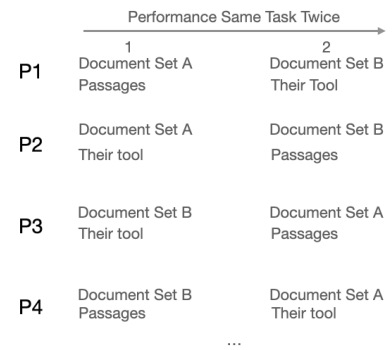 Performance Same Task Twice
1 2
Document Set A Document Set B
P1
Passages Their Tool
Document Set A Document Set B
P2
Their tool Passages
Document Set B Document Set A
P3
Their tool Passages
Document Set B Document Set A
P4
Passages Their tool
...